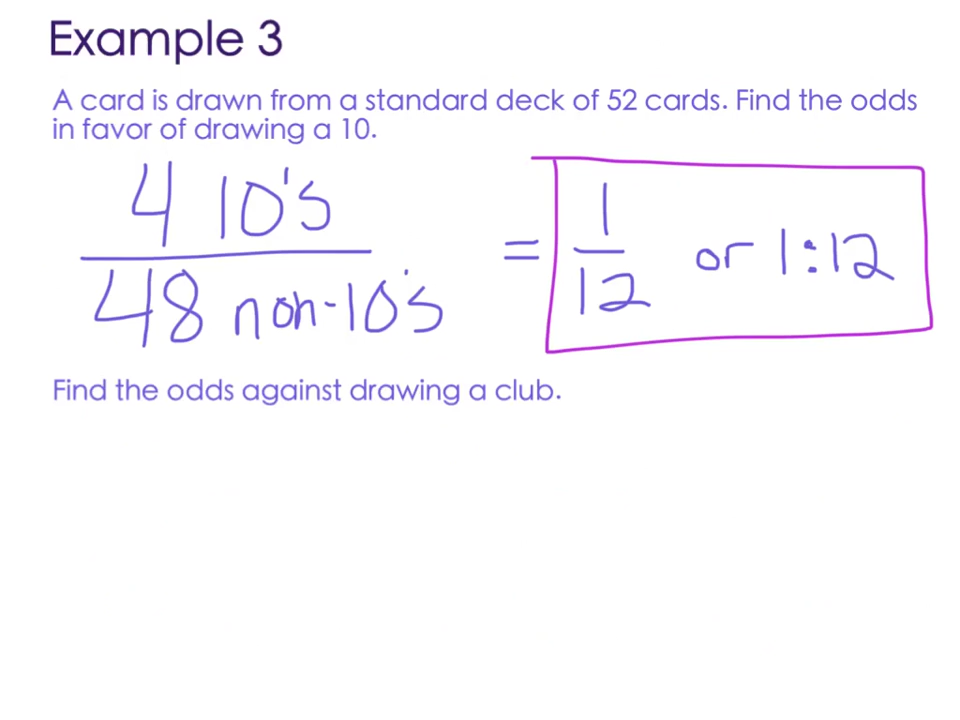 Example 3
A card is drawn from a standard deck of 52 cards. Find the odds
in favor of drawing a 10.
4 10's
48 non-10's
= 1/12 or 1:12
Find the odds against drawing a club.